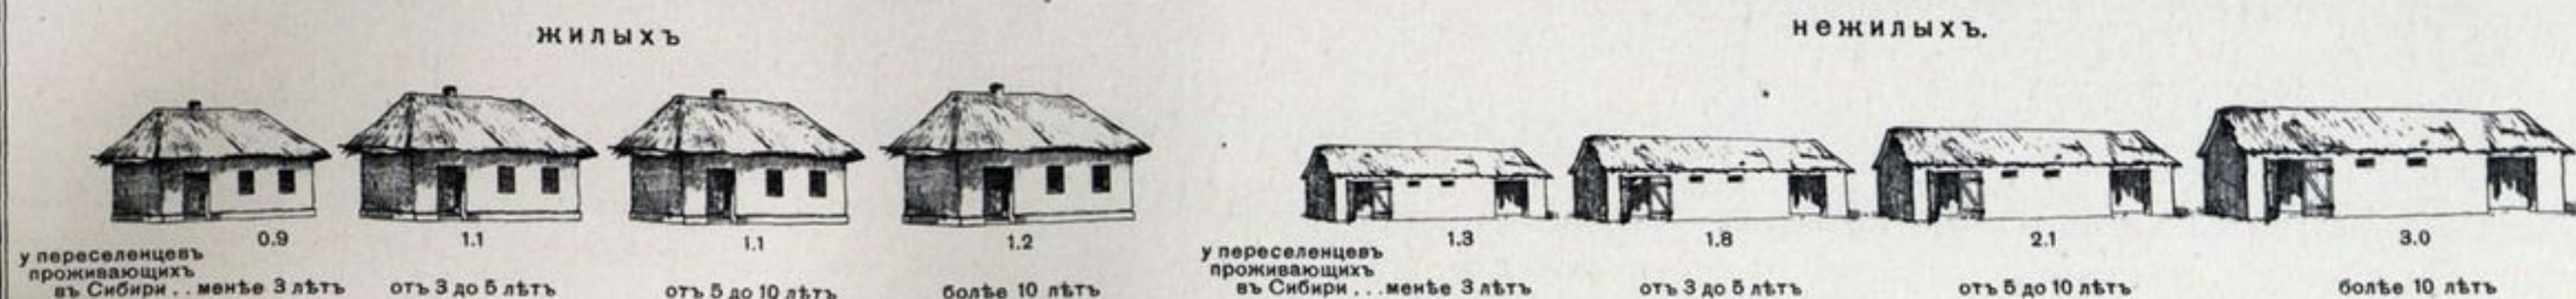 жилыхъ
0.9
1.1
1.1
1.2
у переселенцевъ
проживающихъ
въ Сибири . . менѣе 3 лѣтъ
отъ 3 до 5 лѣтъ
отъ 5 до 10 лѣтъ
болѣе 10 лѣтъ
нежилыхъ.
1.3
1.8
2.1
3.0
у переселенцевъ
проживающихъ
въ Сибири . . . менѣе 3 лѣтъ
отъ 3 до 5 лѣтъ
отъ 5 до 10 лѣтъ
болѣе 10 лѣтъ